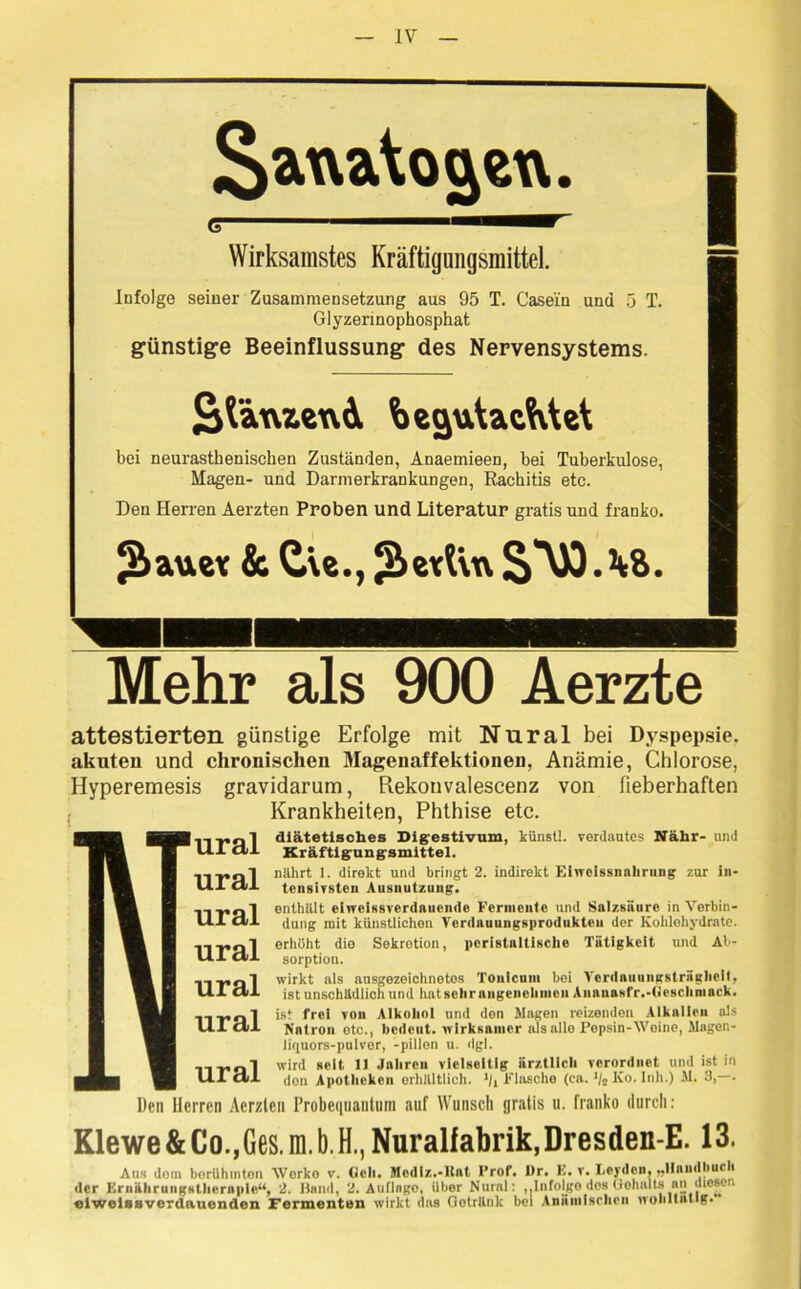 — IV —
Sanatogen.
Wirksamstes Kräftigungsmittel.
Infolge seiner Zusammensetzung aus 95 T. Caseïn und 5 T.
Glyzerinophosphat
günstige Beeinflussung des Nervensystems.
Glänzend begutachtet
bei neurasthenischen Zuständen, Anaemieen, bei Tuberkulose,
Magen- und Darmerkrankungen, Rachitis etc.
Den Herren Aerzten Proben und Literatur gratis und franko.
Bauer & Cie., Berlin SW. 48.
Mehr als 900 Aerzte
attestierten günstige Erfolge mit Nural bei Dyspepsie.
akuten und chronischen Magenaffektionen, Anämie, Chlorose,
Hyperemesis gravidarum, Rekonvalescenz von fieberhaften
Krankheiten, Phthise etc.
Nural diätetisches Digestivum, künstl. verdautes Nähr- und
Kräftigungsmittel.
ural nährt 1. direkt und bringt 2. indirekt Eiweissnahrung zur in-
tensivsten Ausnutzung.
ural enthält eiweissverdauende Fermente und Salzsäure in Verbin-
dung mit künstlichen Verdauungsprodukten der Kohlehydrate.
ural erhöht die Sekretion, peristaltische Tätigkeit und Ab-
sorption.
ural wirkt als ausgezeichnetes Tonicum bei Verdauungsträgheit,
ist unschädlich und hat sehr angenehmen Ananasfr.-Geschmack.
ural ist frei von Alkohol und den Magen reizenden Alkalien als
Natron etc., bedeut. wirksamer als alle Pepsin-Weine, Magen-
liquors-pulver, -pillen u. dgl.
ural wird seit 11 Jahren vielseitig ärztlich verordnet und ist in
den Apotheken erhältlich. 1/1 Flasche (ca. 1/2 Ko. Inh.) M. 3,—.
Den Herren Aerzten Probequantum auf Wunsch gratis u. franko durch:
Klewe & Co., Ges. m. b. H., Nuralfabrik, Dresden-E. 13.
Aus dem berühmten Werke v. Geh. Mediz.-Rat Prof. Dr. E. v. Leyden, „Handbuch
der Ernährungstherapie“, 2. Band, 2. Auflage, über Nural: „Infolge des Gehalts an diesen
eiweissverdauenden Fermenten wirkt das Getränk bei Anämischen wohltätig.“